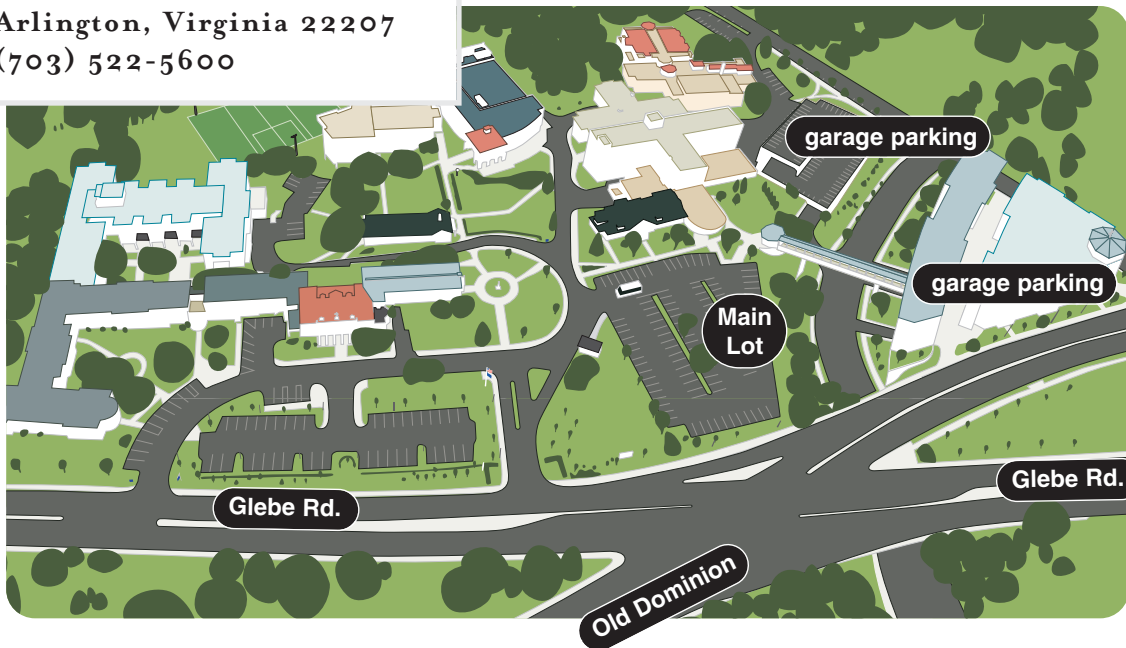 Arlington, Virginia 22207
(703) 522-5600
garage parking
garage parking
Main
Lot
Glebe Rd.
Glebe Rd.
Old Dominion